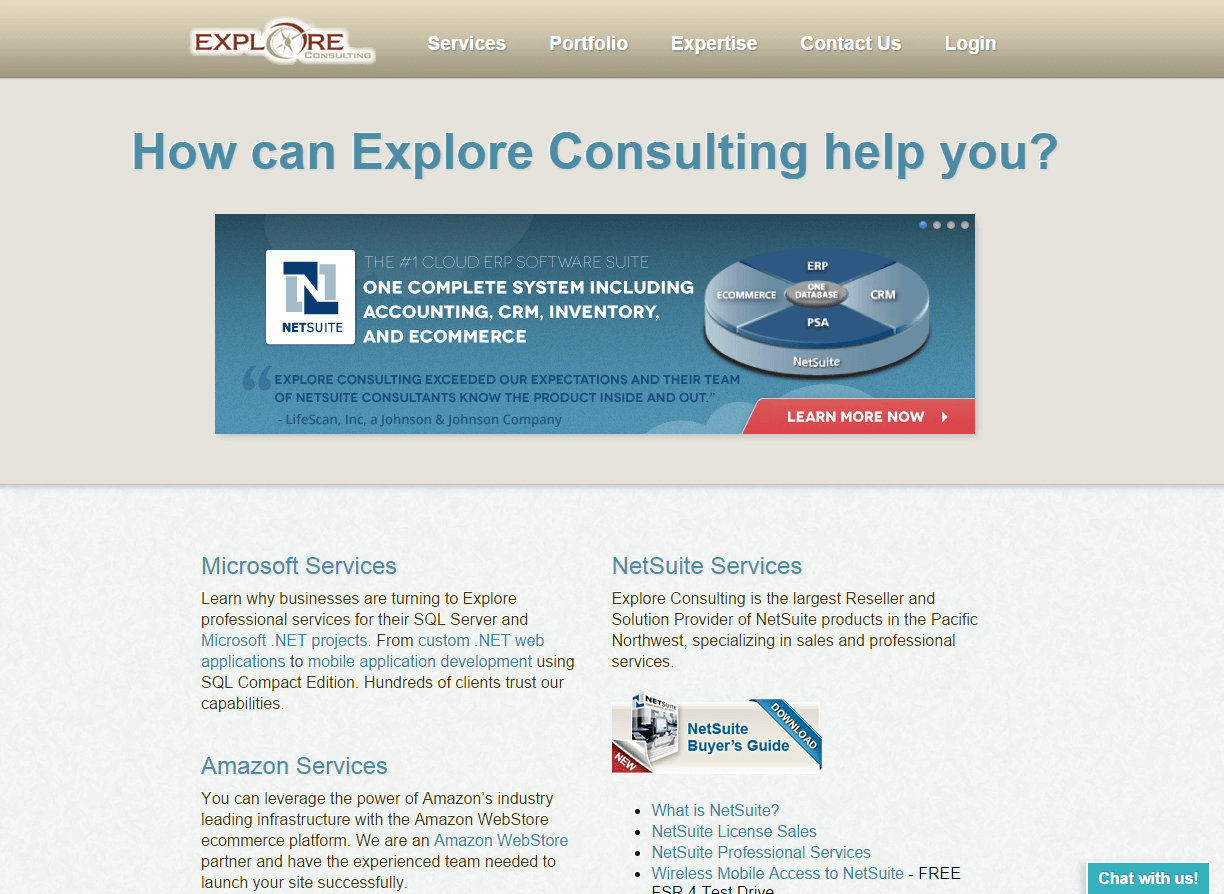 EXPLORE
CONSULTING
Services
Portfolio
Expertise
Contact Us
Login
How can Explore Consulting help you?
NETSUITE
THE #1 CLOUD ERP SOFTWARE SUITE
ONE COMPLETE SYSTEM INCLUDING
ACCOUNTING, CRM, INVENTORY,
AND ECOMMERCE
“EXPLORE CONSULTING EXCEEDED OUR EXPECTATIONS AND THEIR TEAM
OF NETSUITE CONSULTANTS KNOW THE PRODUCT INSIDE AND OUT.”
- LifeScan, Inc, a Johnson & Johnson Company
ERP
ECOMMERCE
ONE
DATABASE
CRM
PSA
NetSuite
LEARN MORE NOW
Microsoft Services
Learn why businesses are turning to Explore
professional services for their SQL Server and
Microsoft .NET projects. From custom .NET web
applications to mobile application development using
SQL Compact Edition. Hundreds of clients trust our
capabilities.
Amazon Services
You can leverage the power of Amazon’s industry
leading infrastructure with the Amazon WebStore
ecommerce platform. We are an Amazon WebStore
partner and have the experienced team needed to
launch your site successfully.
NetSuite Services
Explore Consulting is the largest Reseller and
Solution Provider of NetSuite products in the Pacific
Northwest, specializing in sales and professional
services.
NETSUITE
NEW
NetSuite
Buyer’s Guide
DOWNLOAD
• What is NetSuite?
• NetSuite License Sales
• NetSuite Professional Services
• Wireless Mobile Access to NetSuite - FREE
FSR 4 Test Drive
Chat with us!